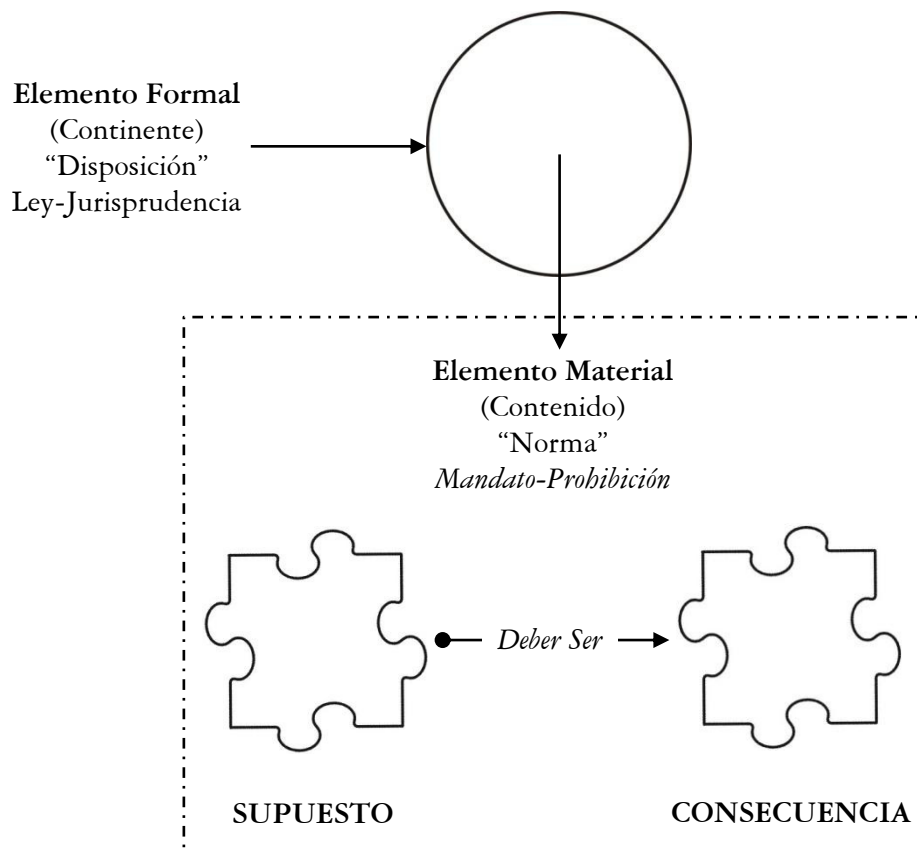 Elemento Formal
(Continente)
“Disposición”
Ley-Jurisprudencia
Elemento Material
(Contenido)
“Norma”
Mandato-Prohibición
Deber Ser
SUPUESTO
CONSECUENCIA